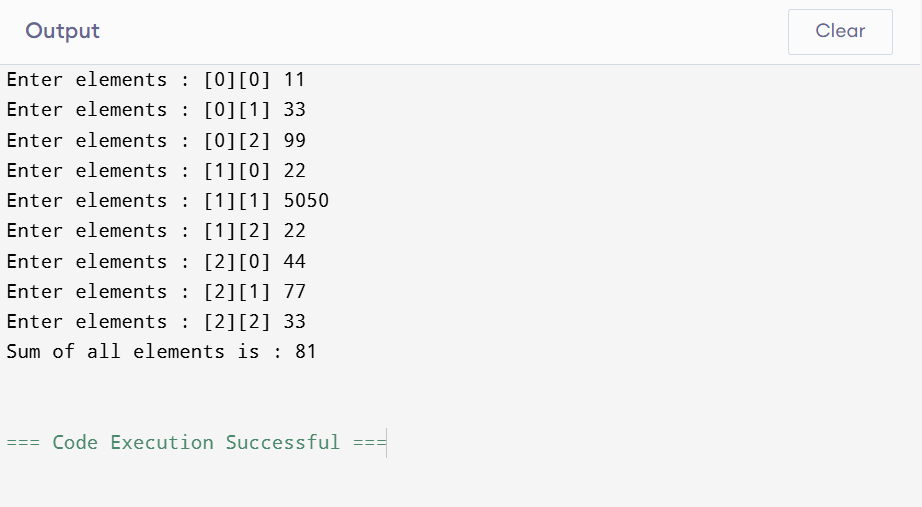 Output
Clear
Enter elements : [0][0] 11
Enter elements : [0][1] 33
Enter elements : [0][2] 99
Enter elements : [1][0] 22
Enter elements : [1][1] 5050
Enter elements : [1][2] 22
Enter elements : [2][0] 44
Enter elements : [2][1] 77
Enter elements : [2][2] 33
Sum of all elements is : 81
=== Code Execution Successful ===